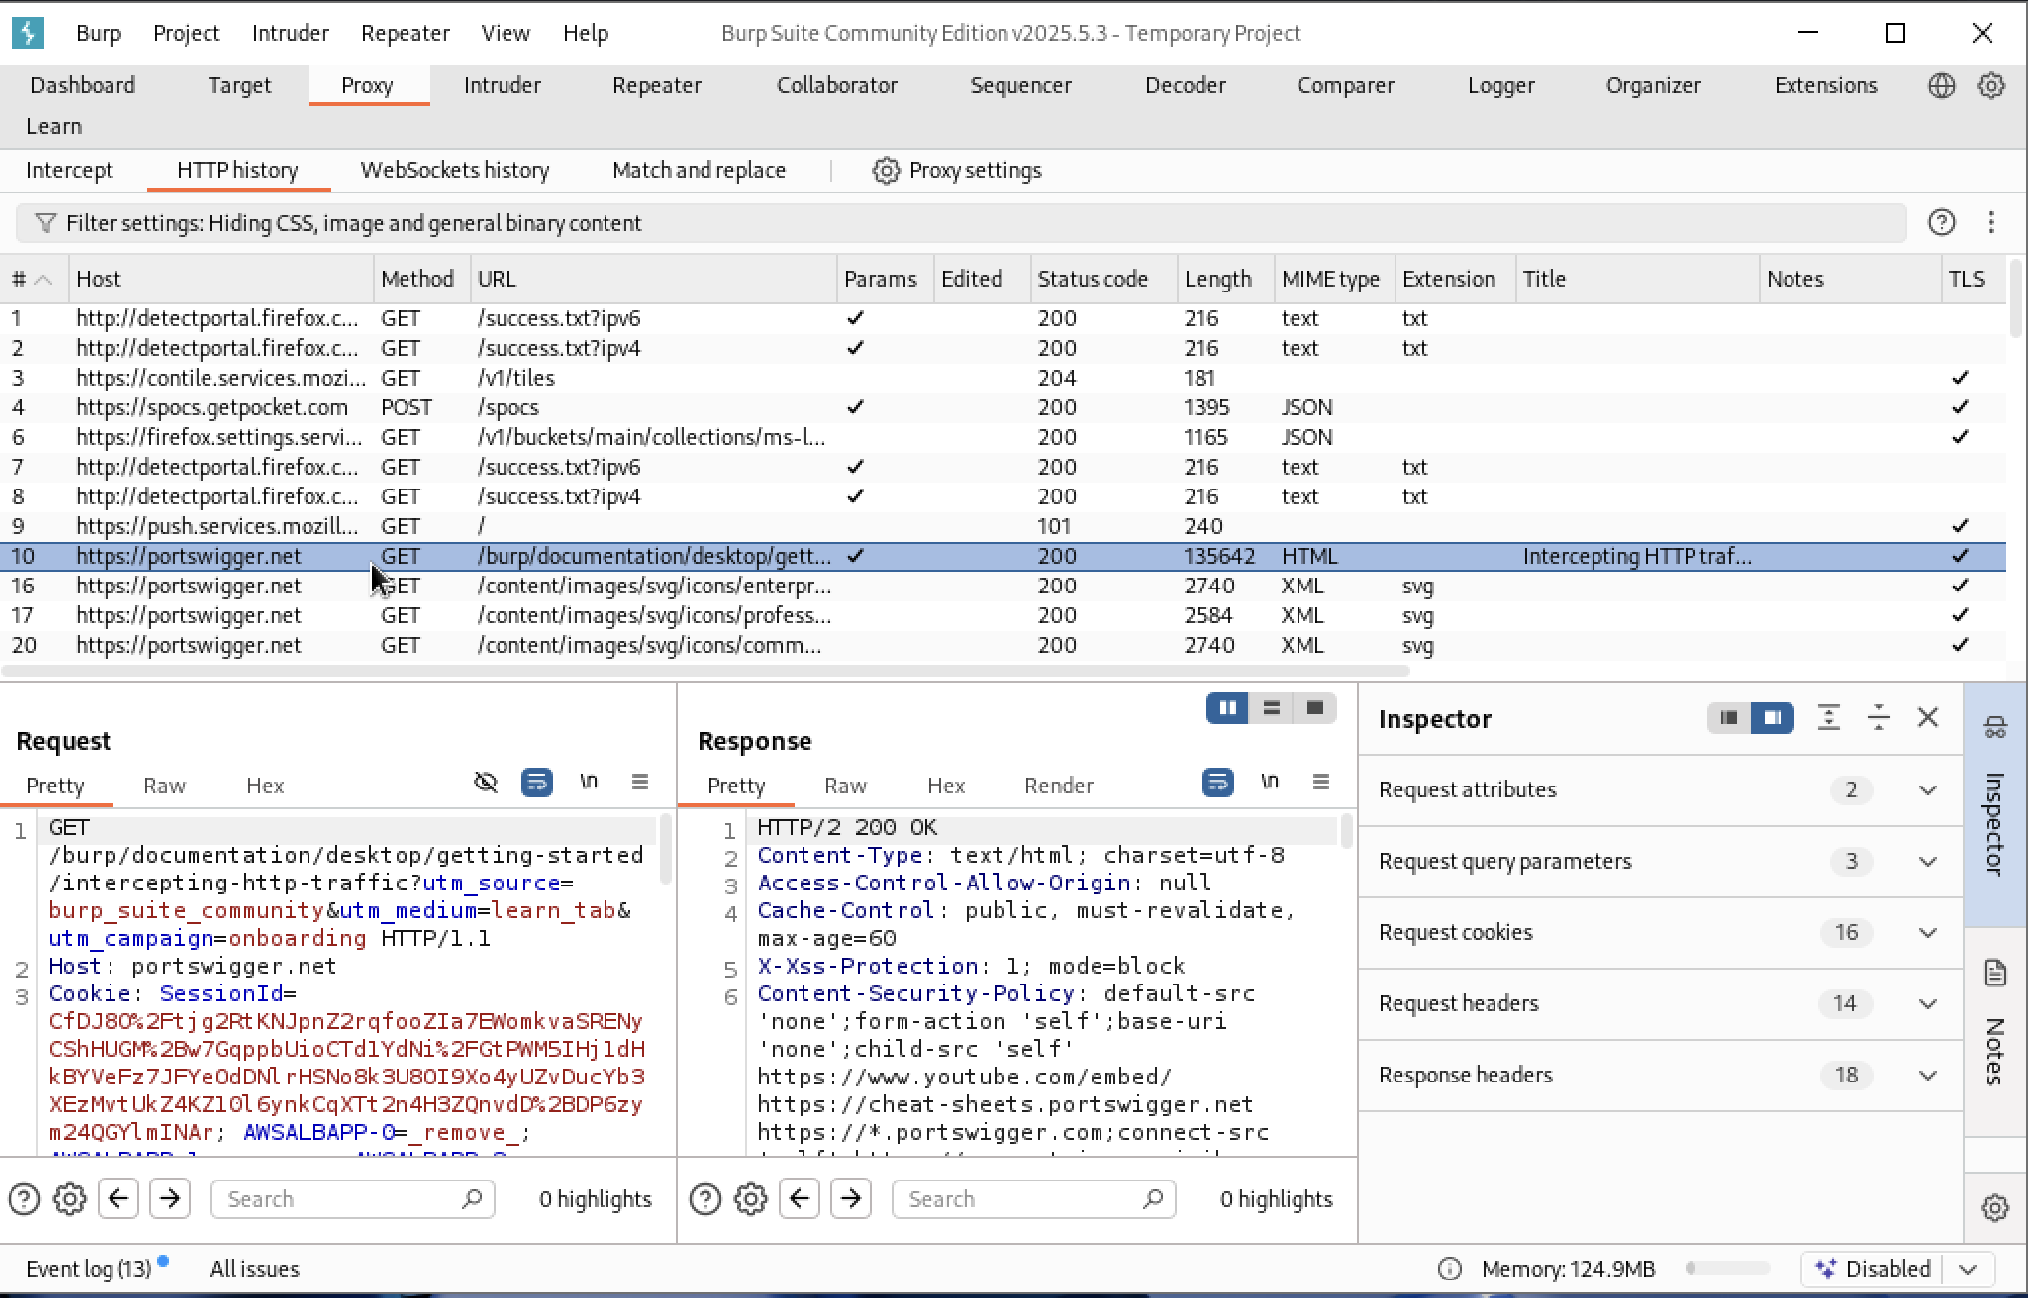 Burp Project Intruder Repeater View Help Burp Suite Community Edition v2025.5.3 - Temporary Project
Dashboard Target Proxy Intruder Repeater Collaborator Sequencer Decoder Comparer Logger Organizer Extensions
Learn
Intercept HTTP history WebSockets history Match and replace Proxy settings
Filter settings: Hiding CSS, image and general binary content
# Host Method URL Params Edited Status code Length MIME type Extension Title Notes TLS
1 http://detectportal.firefox.c... GET /success.txt?ipv6 ✓ 200 216 text txt
2 http://detectportal.firefox.c... GET /success.txt?ipv4 ✓ 200 216 text txt
3 https://contile.services.mozi... GET /v1/tiles 204 181 ✓
4 https://spocs.getpocket.com POST /spocs ✓ 200 1395 JSON ✓
6 https://firefox.settings.servi... GET /v1/buckets/main/collections/ms-l... 200 1165 JSON ✓
7 http://detectportal.firefox.c... GET /success.txt?ipv6 ✓ 200 216 text txt
8 http://detectportal.firefox.c... GET /success.txt?ipv4 ✓ 200 216 text txt
9 https://push.services.mozill... GET / 101 240 ✓
10 https://portswigger.net GET /burp/documentation/desktop/gett... ✓ 200 135642 HTML Intercepting HTTP traf... ✓
16 https://portswigger.net GET /content/images/svg/icons/enterpr... 200 2740 XML svg ✓
17 https://portswigger.net GET /content/images/svg/icons/profess... 200 2584 XML svg ✓
20 https://portswigger.net GET /content/images/svg/icons/comm... 200 2740 XML svg ✓
Request
Pretty Raw Hex \n
1 GET
/burp/documentation/desktop/getting-started
/intercepting-http-traffic?utm_source=
burp_suite_community&utm_medium=learn_tab&
utm_campaign=onboarding HTTP/1.1
2 Host: portswigger.net
3 Cookie: SessionId=
CfDJ8O%2Ftjg2RtKNJpnZ2rqfooZIa7EWomkvaSRENy
CShHUGM%2Bw7GqppbUioCTd1YdNi%2FGtPWM5IHj1dH
kBYVeFz7JFYeOdDNlrHSNo8k3U8OI9Xo4yUZvDucYb3
XEzMvtUkZ4KZ10l6ynkCqXTt2n4H3ZQnvdD%2BDP6zy
m24QGYlmINAr; AWSALBAPP-0=_remove_;
Search 0 highlights
Response
Pretty Raw Hex Render \n
1 HTTP/2 200 OK
2 Content-Type: text/html; charset=utf-8
3 Access-Control-Allow-Origin: null
4 Cache-Control: public, must-revalidate,
max-age=60
5 X-Xss-Protection: 1; mode=block
6 Content-Security-Policy: default-src
'none';form-action 'self';base-uri
'none';child-src 'self'
https://www.youtube.com/embed/
https://cheat-sheets.portswigger.net
https://*.portswigger.com;connect-src
Search 0 highlights
Inspector
Request attributes 2
Request query parameters 3
Request cookies 16
Request headers 14
Response headers 18
Inspector
Notes
Event log (13) All issues Memory: 124.9MB Disabled